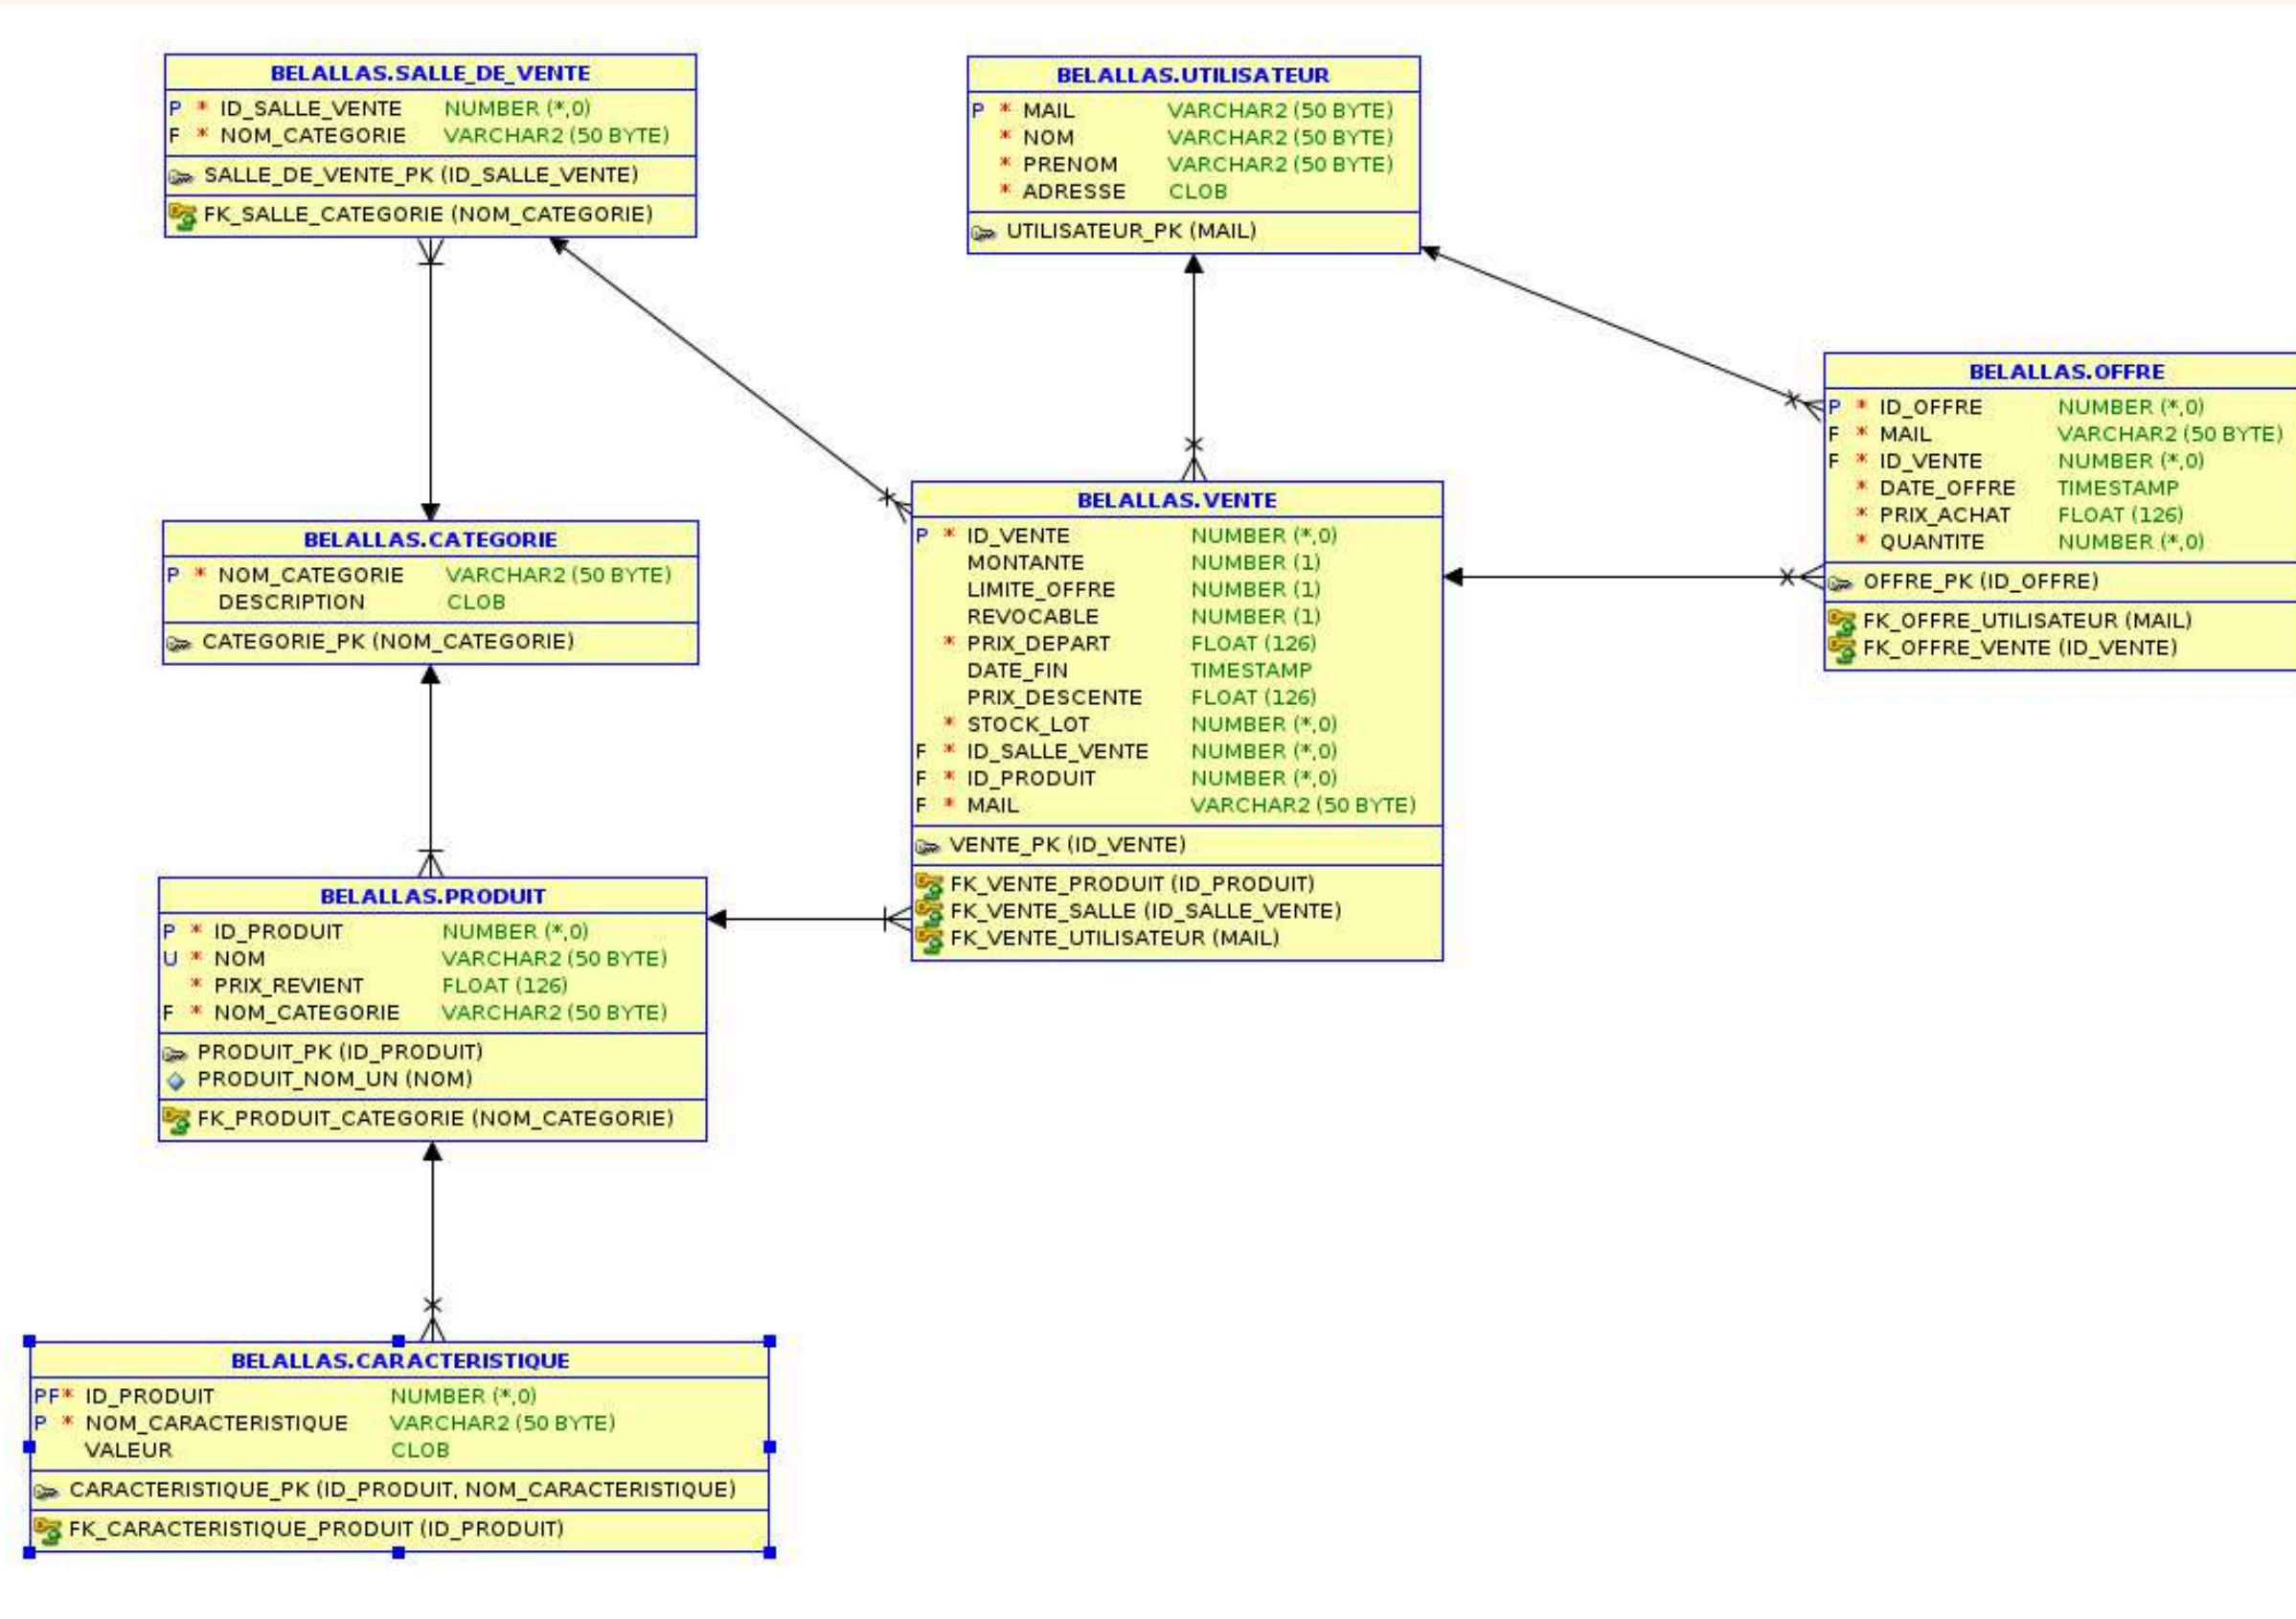 BELALLAS.SALLE_DE_VENTE
P * ID_SALLE_VENTE NUMBER (*,0)
F * NOM_CATEGORIE VARCHAR2 (50 BYTE)
SALLE_DE_VENTE_PK (ID_SALLE_VENTE)
FK_SALLE_CATEGORIE (NOM_CATEGORIE)
BELALLAS.UTILISATEUR
P * MAIL VARCHAR2 (50 BYTE)
* NOM VARCHAR2 (50 BYTE)
* PRENOM VARCHAR2 (50 BYTE)
* ADRESSE CLOB
UTILISATEUR_PK (MAIL)
BELALLAS.OFFRE
P * ID_OFFRE NUMBER (*,0)
F * MAIL VARCHAR2 (50 BYTE)
F * ID_VENTE NUMBER (*,0)
* DATE_OFFRE TIMESTAMP
* PRIX_ACHAT FLOAT (126)
* QUANTITE NUMBER (*,0)
OFFRE_PK (ID_OFFRE)
FK_OFFRE_UTILISATEUR (MAIL)
FK_OFFRE_VENTE (ID_VENTE)
BELALLAS.CATEGORIE
P * NOM_CATEGORIE VARCHAR2 (50 BYTE)
DESCRIPTION CLOB
CATEGORIE_PK (NOM_CATEGORIE)
BELALLAS.VENTE
P * ID_VENTE NUMBER (*,0)
MONTANTE NUMBER (1)
LIMITE_OFFRE NUMBER (1)
REVOCABLE NUMBER (1)
* PRIX_DEPART FLOAT (126)
DATE_FIN TIMESTAMP
PRIX_DESCENTE FLOAT (126)
* STOCK_LOT NUMBER (*,0)
F * ID_SALLE_VENTE NUMBER (*,0)
F * ID_PRODUIT NUMBER (*,0)
F * MAIL VARCHAR2 (50 BYTE)
VENTE_PK (ID_VENTE)
FK_VENTE_PRODUIT (ID_PRODUIT)
FK_VENTE_SALLE (ID_SALLE_VENTE)
FK_VENTE_UTILISATEUR (MAIL)
BELALLAS.PRODUIT
P * ID_PRODUIT NUMBER (*,0)
U * NOM VARCHAR2 (50 BYTE)
* PRIX_REVIENT FLOAT (126)
F * NOM_CATEGORIE VARCHAR2 (50 BYTE)
PRODUIT_PK (ID_PRODUIT)
PRODUIT_NOM_UN (NOM)
FK_PRODUIT_CATEGORIE (NOM_CATEGORIE)
BELALLAS.CARACTERISTIQUE
PF* ID_PRODUIT NUMBER (*,0)
P * NOM_CARACTERISTIQUE VARCHAR2 (50 BYTE)
VALEUR CLOB
CARACTERISTIQUE_PK (ID_PRODUIT, NOM_CARACTERISTIQUE)
FK_CARACTERISTIQUE_PRODUIT (ID_PRODUIT)